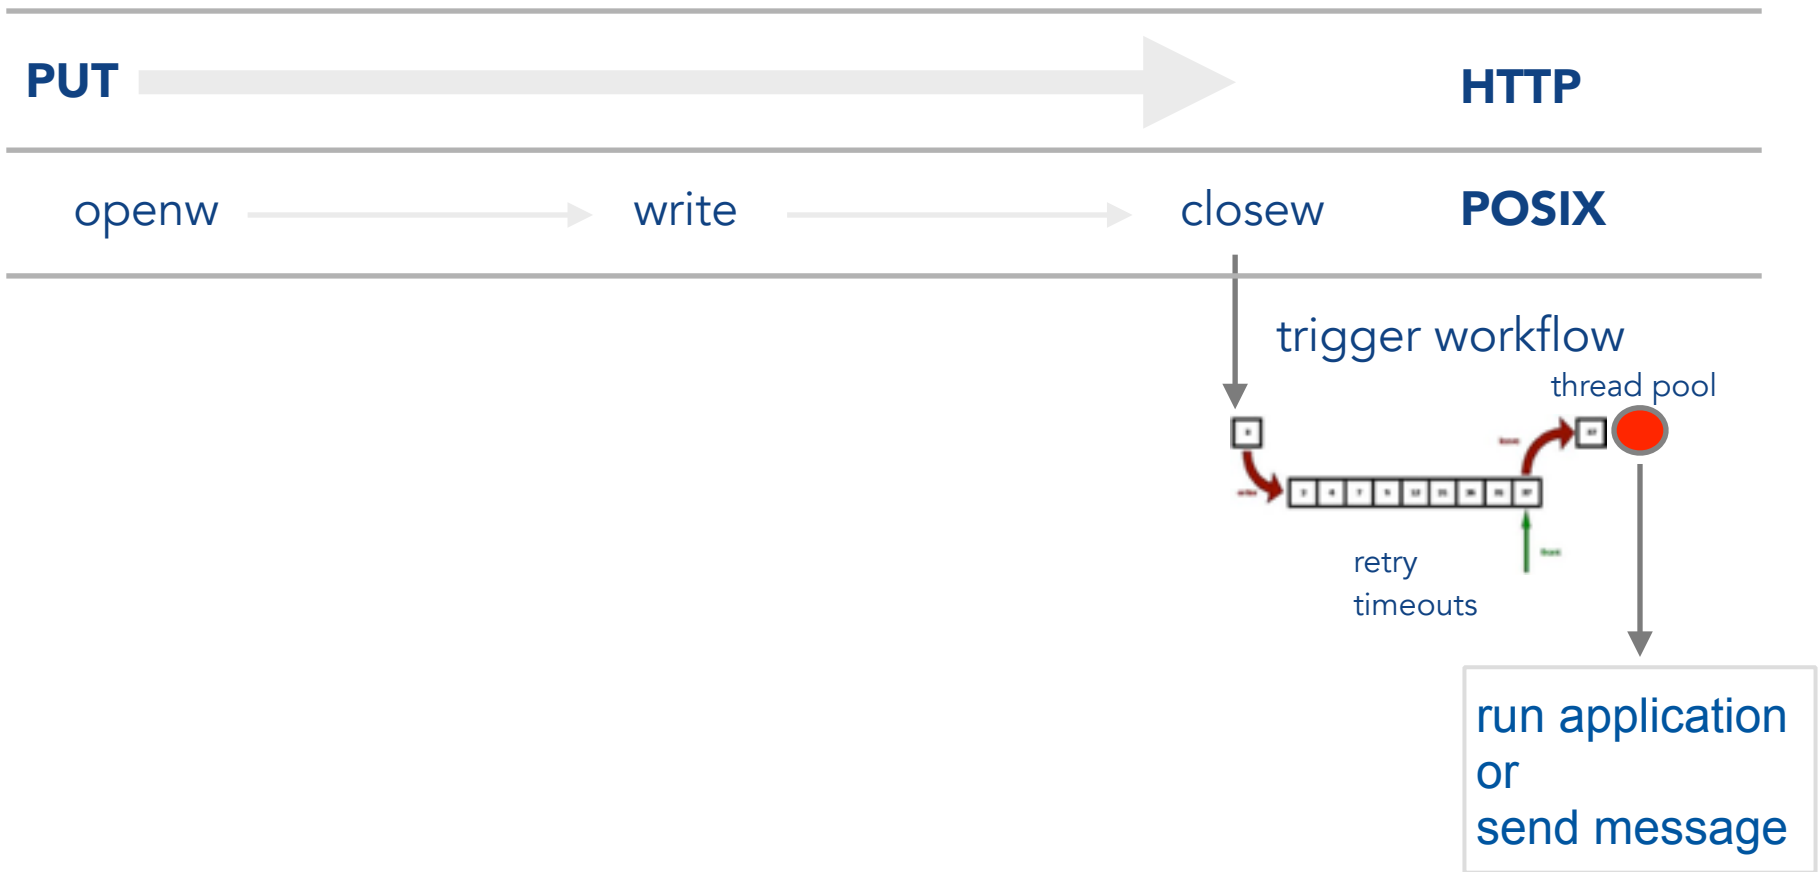 PUT
HTTP
openw
write
closew
POSIX
trigger workflow
thread pool
retry
timeouts
run application
or
send message